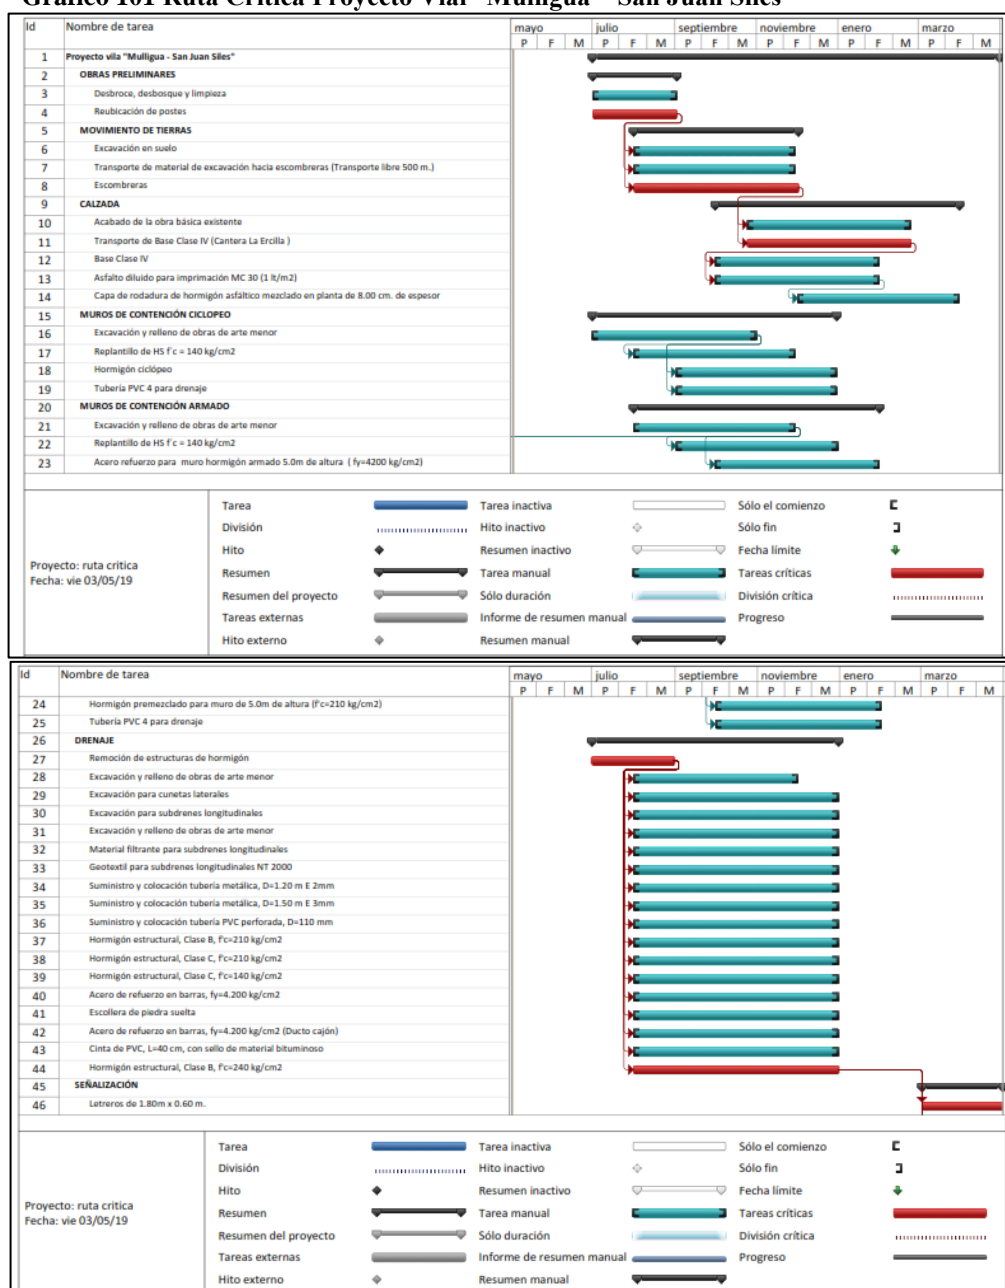 Gráfico 101 Ruta Crítica Proyecto Vial "Mulligua – San Juan Siles"
Id Nombre de tarea mayo julio septiembre noviembre enero marzo
P F M P F M P F M P F M P F M P F M
1 Proyecto vila "Mulligua - San Juan Siles"
2 OBRAS PRELIMINARES
3 Desbroce, desbosque y limpieza
4 Reubicación de postes
5 MOVIMIENTO DE TIERRAS
6 Excavación en suelo
7 Transporte de material de excavación hacia escombreras (Transporte libre 500 m.)
8 Escombreras
9 CALZADA
10 Acabado de la obra básica existente
11 Transporte de Base Clase IV (Cantera La Ercilla )
12 Base Clase IV
13 Asfalto diluido para imprimación MC 30 (1 lt/m2)
14 Capa de rodadura de hormigón asfáltico mezclado en planta de 8.00 cm. de espesor
15 MUROS DE CONTENCIÓN CICLOPEO
16 Excavación y relleno de obras de arte menor
17 Replantillo de HS f´c = 140 kg/cm2
18 Hormigón ciclópeo
19 Tubería PVC 4 para drenaje
20 MUROS DE CONTENCIÓN ARMADO
21 Excavación y relleno de obras de arte menor
22 Replantillo de HS f´c = 140 kg/cm2
23 Acero refuerzo para muro hormigón armado 5.0m de altura ( fy=4200 kg/cm2)
Proyecto: ruta critica
Fecha: vie 03/05/19
Tarea Tarea inactiva Sólo el comienzo
División Hito inactivo Sólo fin
Hito Resumen inactivo Fecha límite
Resumen Tarea manual Tareas críticas
Resumen del proyecto Sólo duración División crítica
Tareas externas Informe de resumen manual Progreso
Hito externo Resumen manual
Id Nombre de tarea mayo julio septiembre noviembre enero marzo
P F M P F M P F M P F M P F M P F M
24 Hormigón premezclado para muro de 5.0m de altura (f'c=210 kg/cm2)
25 Tubería PVC 4 para drenaje
26 DRENAJE
27 Remoción de estructuras de hormigón
28 Excavación y relleno de obras de arte menor
29 Excavación para cunetas laterales
30 Excavación para subdrenes longitudinales
31 Excavación y relleno de obras de arte menor
32 Material filtrante para subdrenes longitudinales
33 Geotextil para subdrenes longitudinales NT 2000
34 Suministro y colocación tubería metálica, D=1.20 m E 2mm
35 Suministro y colocación tubería metálica, D=1.50 m E 3mm
36 Suministro y colocación tubería PVC perforada, D=110 mm
37 Hormigón estructural, Clase B, f'c=210 kg/cm2
38 Hormigón estructural, Clase C, f'c=210 kg/cm2
39 Hormigón estructural, Clase C, f'c=140 kg/cm2
40 Acero de refuerzo en barras, fy=4.200 kg/cm2
41 Escollera de piedra suelta
42 Acero de refuerzo en barras, fy=4.200 kg/cm2 (Ducto cajón)
43 Cinta de PVC, L=40 cm, con sello de material bituminoso
44 Hormigón estructural, Clase B, f'c=240 kg/cm2
45 SEÑALIZACIÓN
46 Letreros de 1.80m x 0.60 m.
Proyecto: ruta critica
Fecha: vie 03/05/19
Tarea Tarea inactiva Sólo el comienzo
División Hito inactivo Sólo fin
Hito Resumen inactivo Fecha límite
Resumen Tarea manual Tareas críticas
Resumen del proyecto Sólo duración División crítica
Tareas externas Informe de resumen manual Progreso
Hito externo Resumen manual